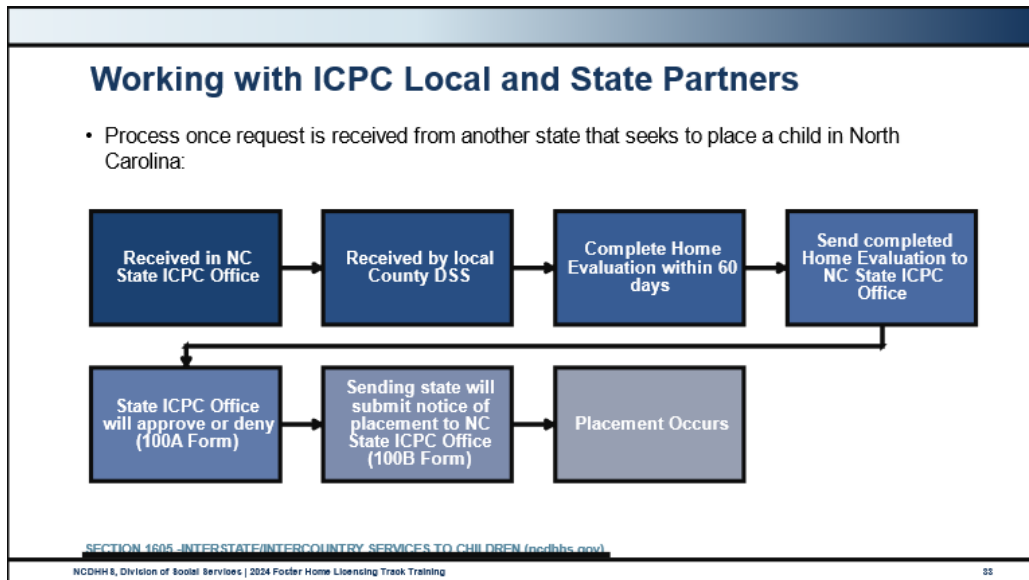 Working with ICPC Local and State Partners
• Process once request is received from another state that seeks to place a child in North
Carolina:
Received in NC
State ICPC Office
Received by local
County DSS
Complete Home
Evaluation within 60
days
Send completed
Home Evaluation to
NC State ICPC
Office
State ICPC Office
will approve or deny
(100A Form)
Sending state will
submit notice of
placement to NC
State ICPC Office
(100B Form)
Placement Occurs
SECTION 1605 -INTERSTATE/INTERCOUNTRY SERVICES TO CHILDREN (ncdhhs.gov)
NCDHHS, Division of Social Services | 2024 Foster Home Licensing Track Training
33